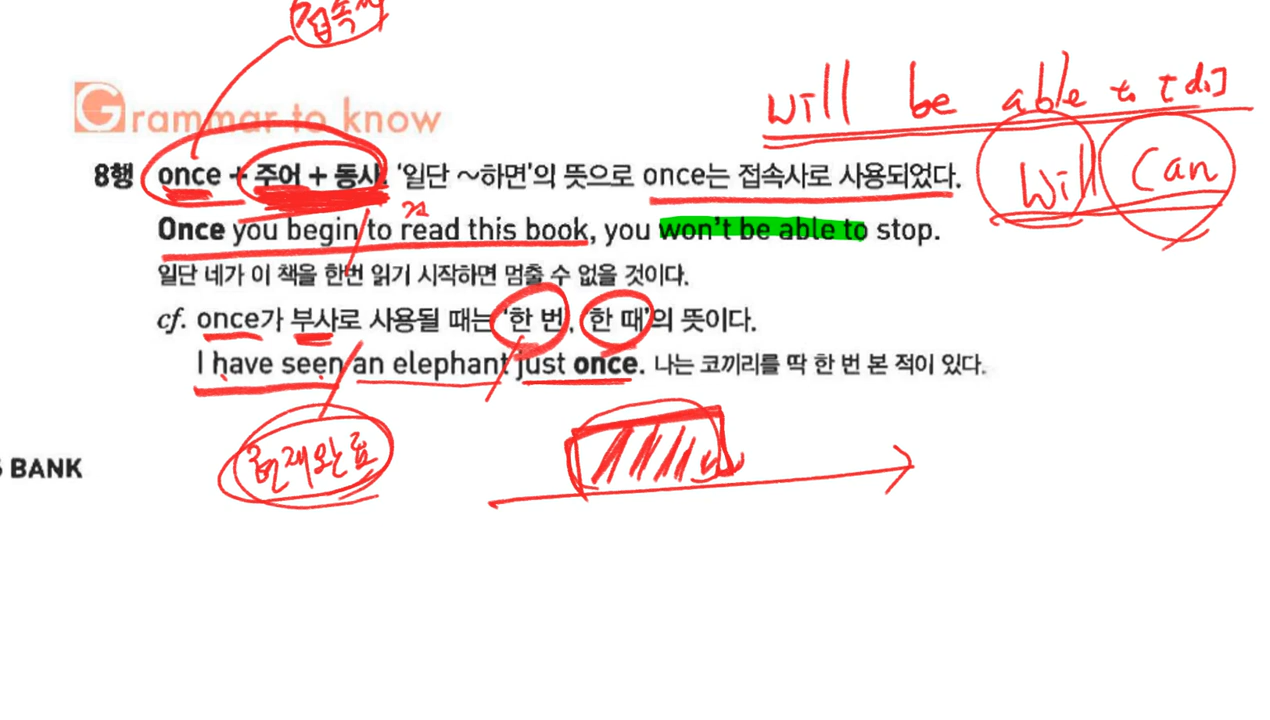 접속사
will be able to [do]
Grammar to know
will can
8행 once + 주어 + 동사: '일단 ~하면'의 뜻으로 once는 접속사로 사용되었다.
Once you begin to read this book, you won't be able to stop.
일단 네가 이 책을 한번 읽기 시작하면 멈출 수 없을 것이다.
cf. once가 부사로 사용될 때는 '한 번', '한 때'의 뜻이다.
I have seen an elephant just once. 나는 코끼리를 딱 한 번 본 적이 있다.
현재완료
BANK